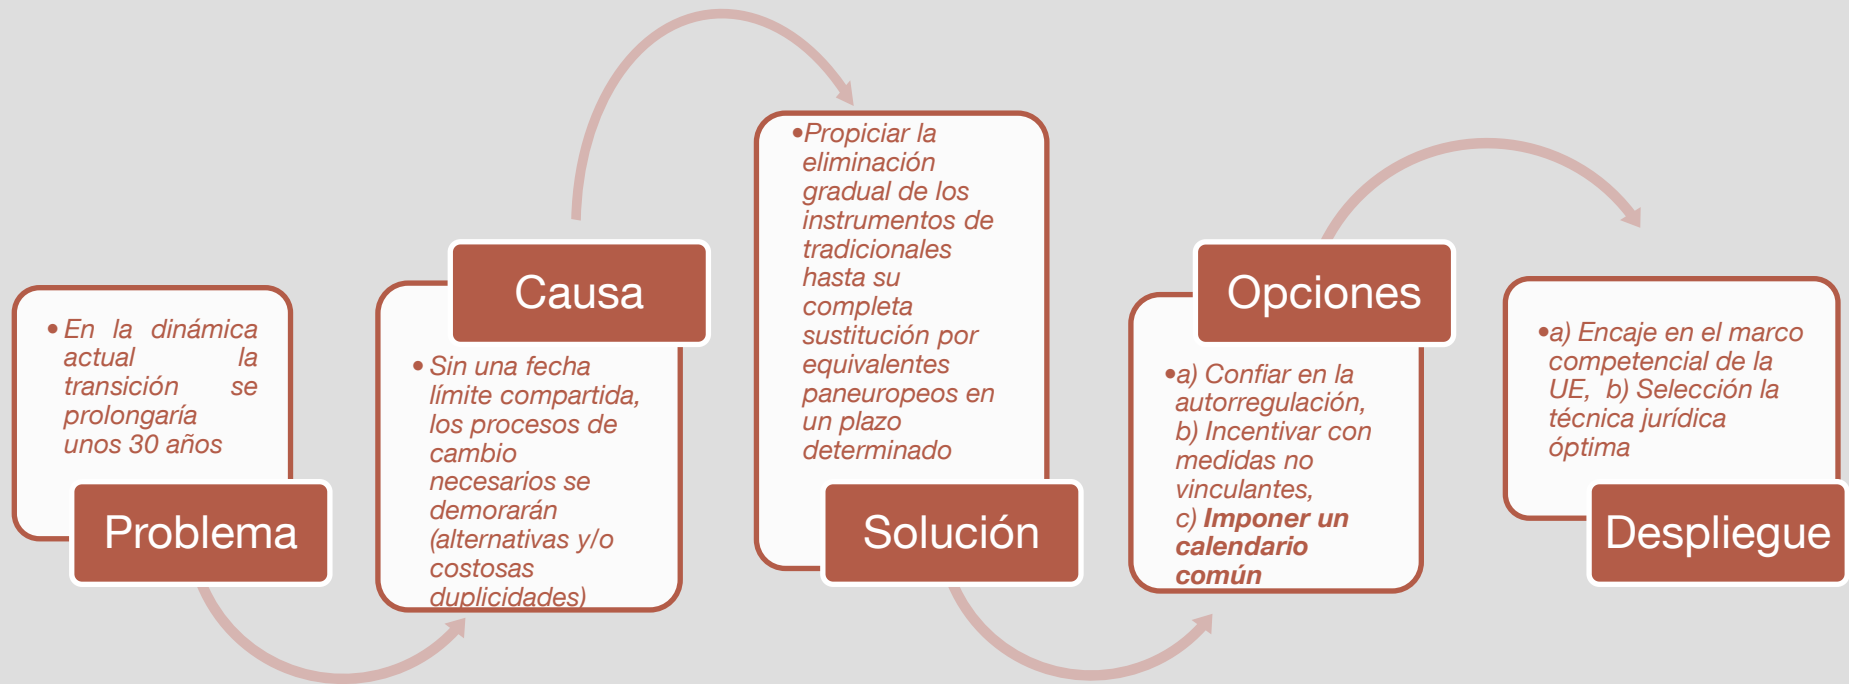 • En la dinámica
actual la
transición se
prolongaría
unos 30 años
Problema
Causa
• Sin una fecha
límite compartida,
los procesos de
cambio
necesarios se
demorarán
(alternativas y/o
costosas
duplicidades)
•Propiciar la
eliminación
gradual de los
instrumentos de
tradicionales
hasta su
completa
sustitución por
equivalentes
paneuropeos en
un plazo
determinado
Solución
Opciones
•a) Confiar en la
autorregulación,
b) Incentivar con
medidas no
vinculantes,
c) Imponer un
calendario
común
•a) Encaje en el marco
competencial de la
UE, b) Selección la
técnica jurídica
óptima
Despliegue